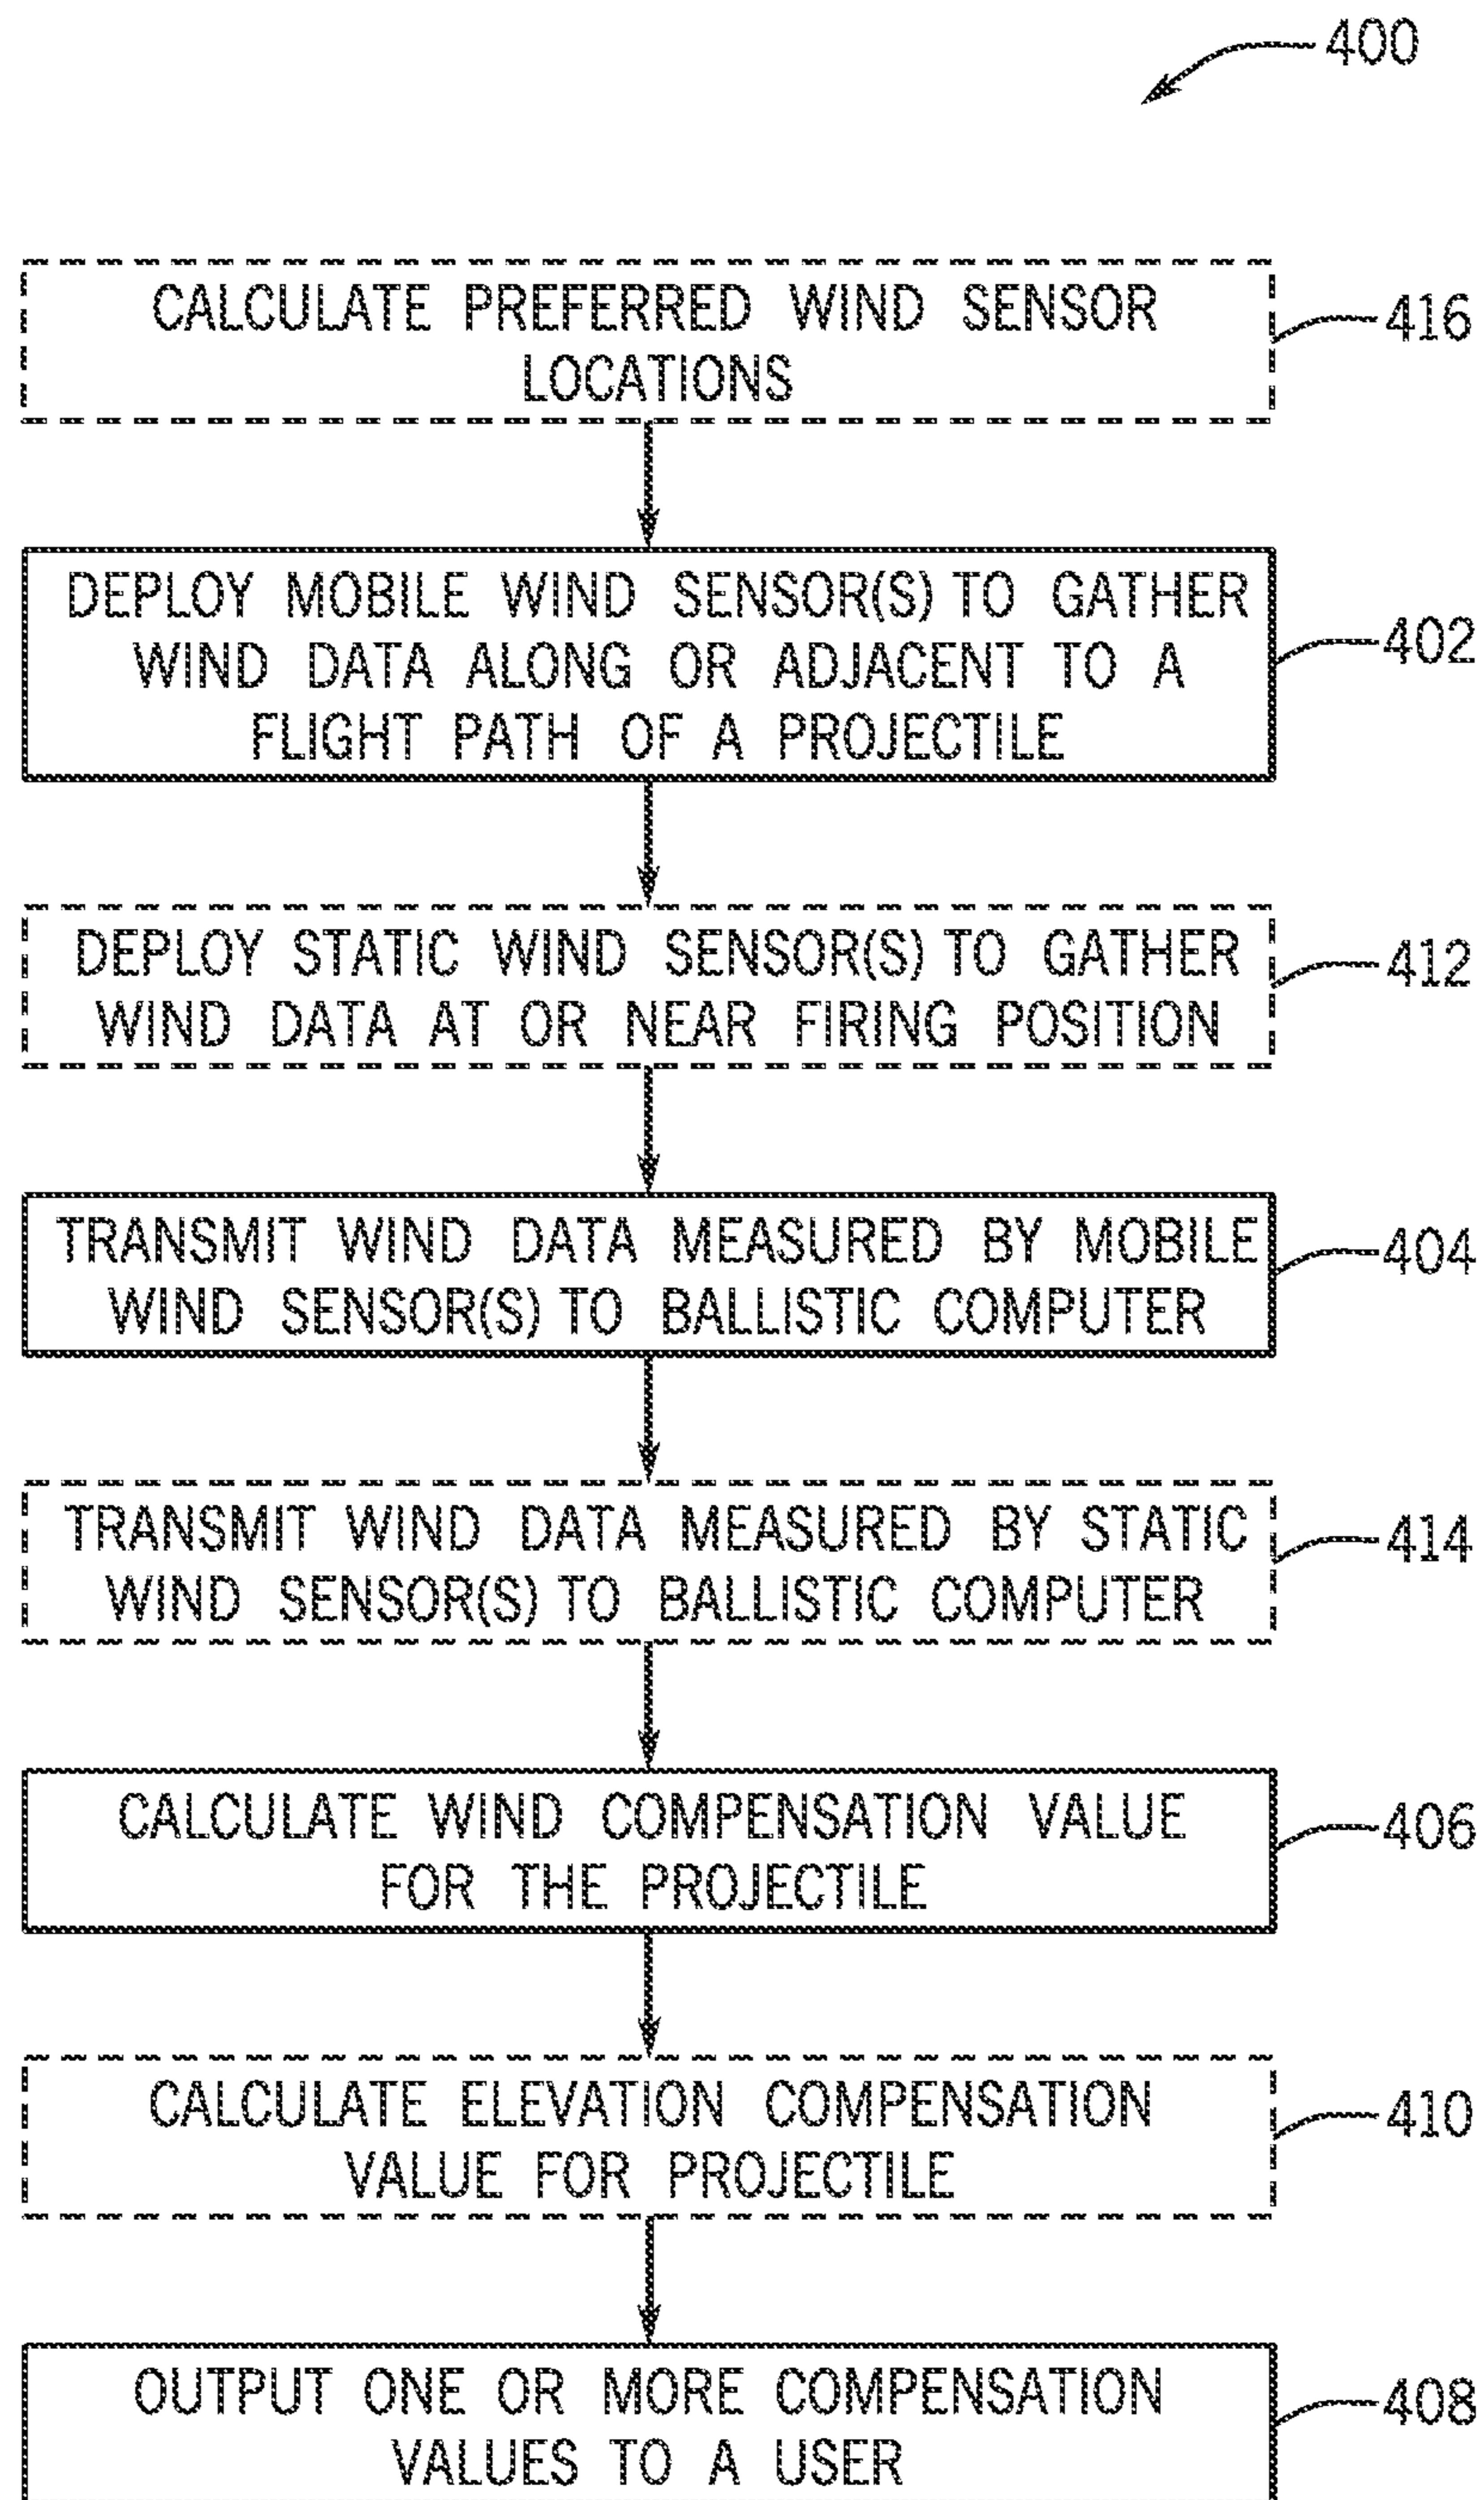 400
CALCULATE PREFERRED WIND SENSOR
LOCATIONS
416
DEPLOY MOBILE WIND SENSOR(S) TO GATHER
WIND DATA ALONG OR ADJACENT TO A
FLIGHT PATH OF A PROJECTILE
402
DEPLOY STATIC WIND SENSOR(S) TO GATHER
WIND DATA AT OR NEAR FIRING POSITION
412
TRANSMIT WIND DATA MEASURED BY MOBILE
WIND SENSOR(S) TO BALLISTIC COMPUTER
404
TRANSMIT WIND DATA MEASURED BY STATIC
WIND SENSOR(S) TO BALLISTIC COMPUTER
414
CALCULATE WIND COMPENSATION VALUE
FOR THE PROJECTILE
406
CALCULATE ELEVATION COMPENSATION
VALUE FOR PROJECTILE
410
OUTPUT ONE OR MORE COMPENSATION
VALUES TO A USER
408